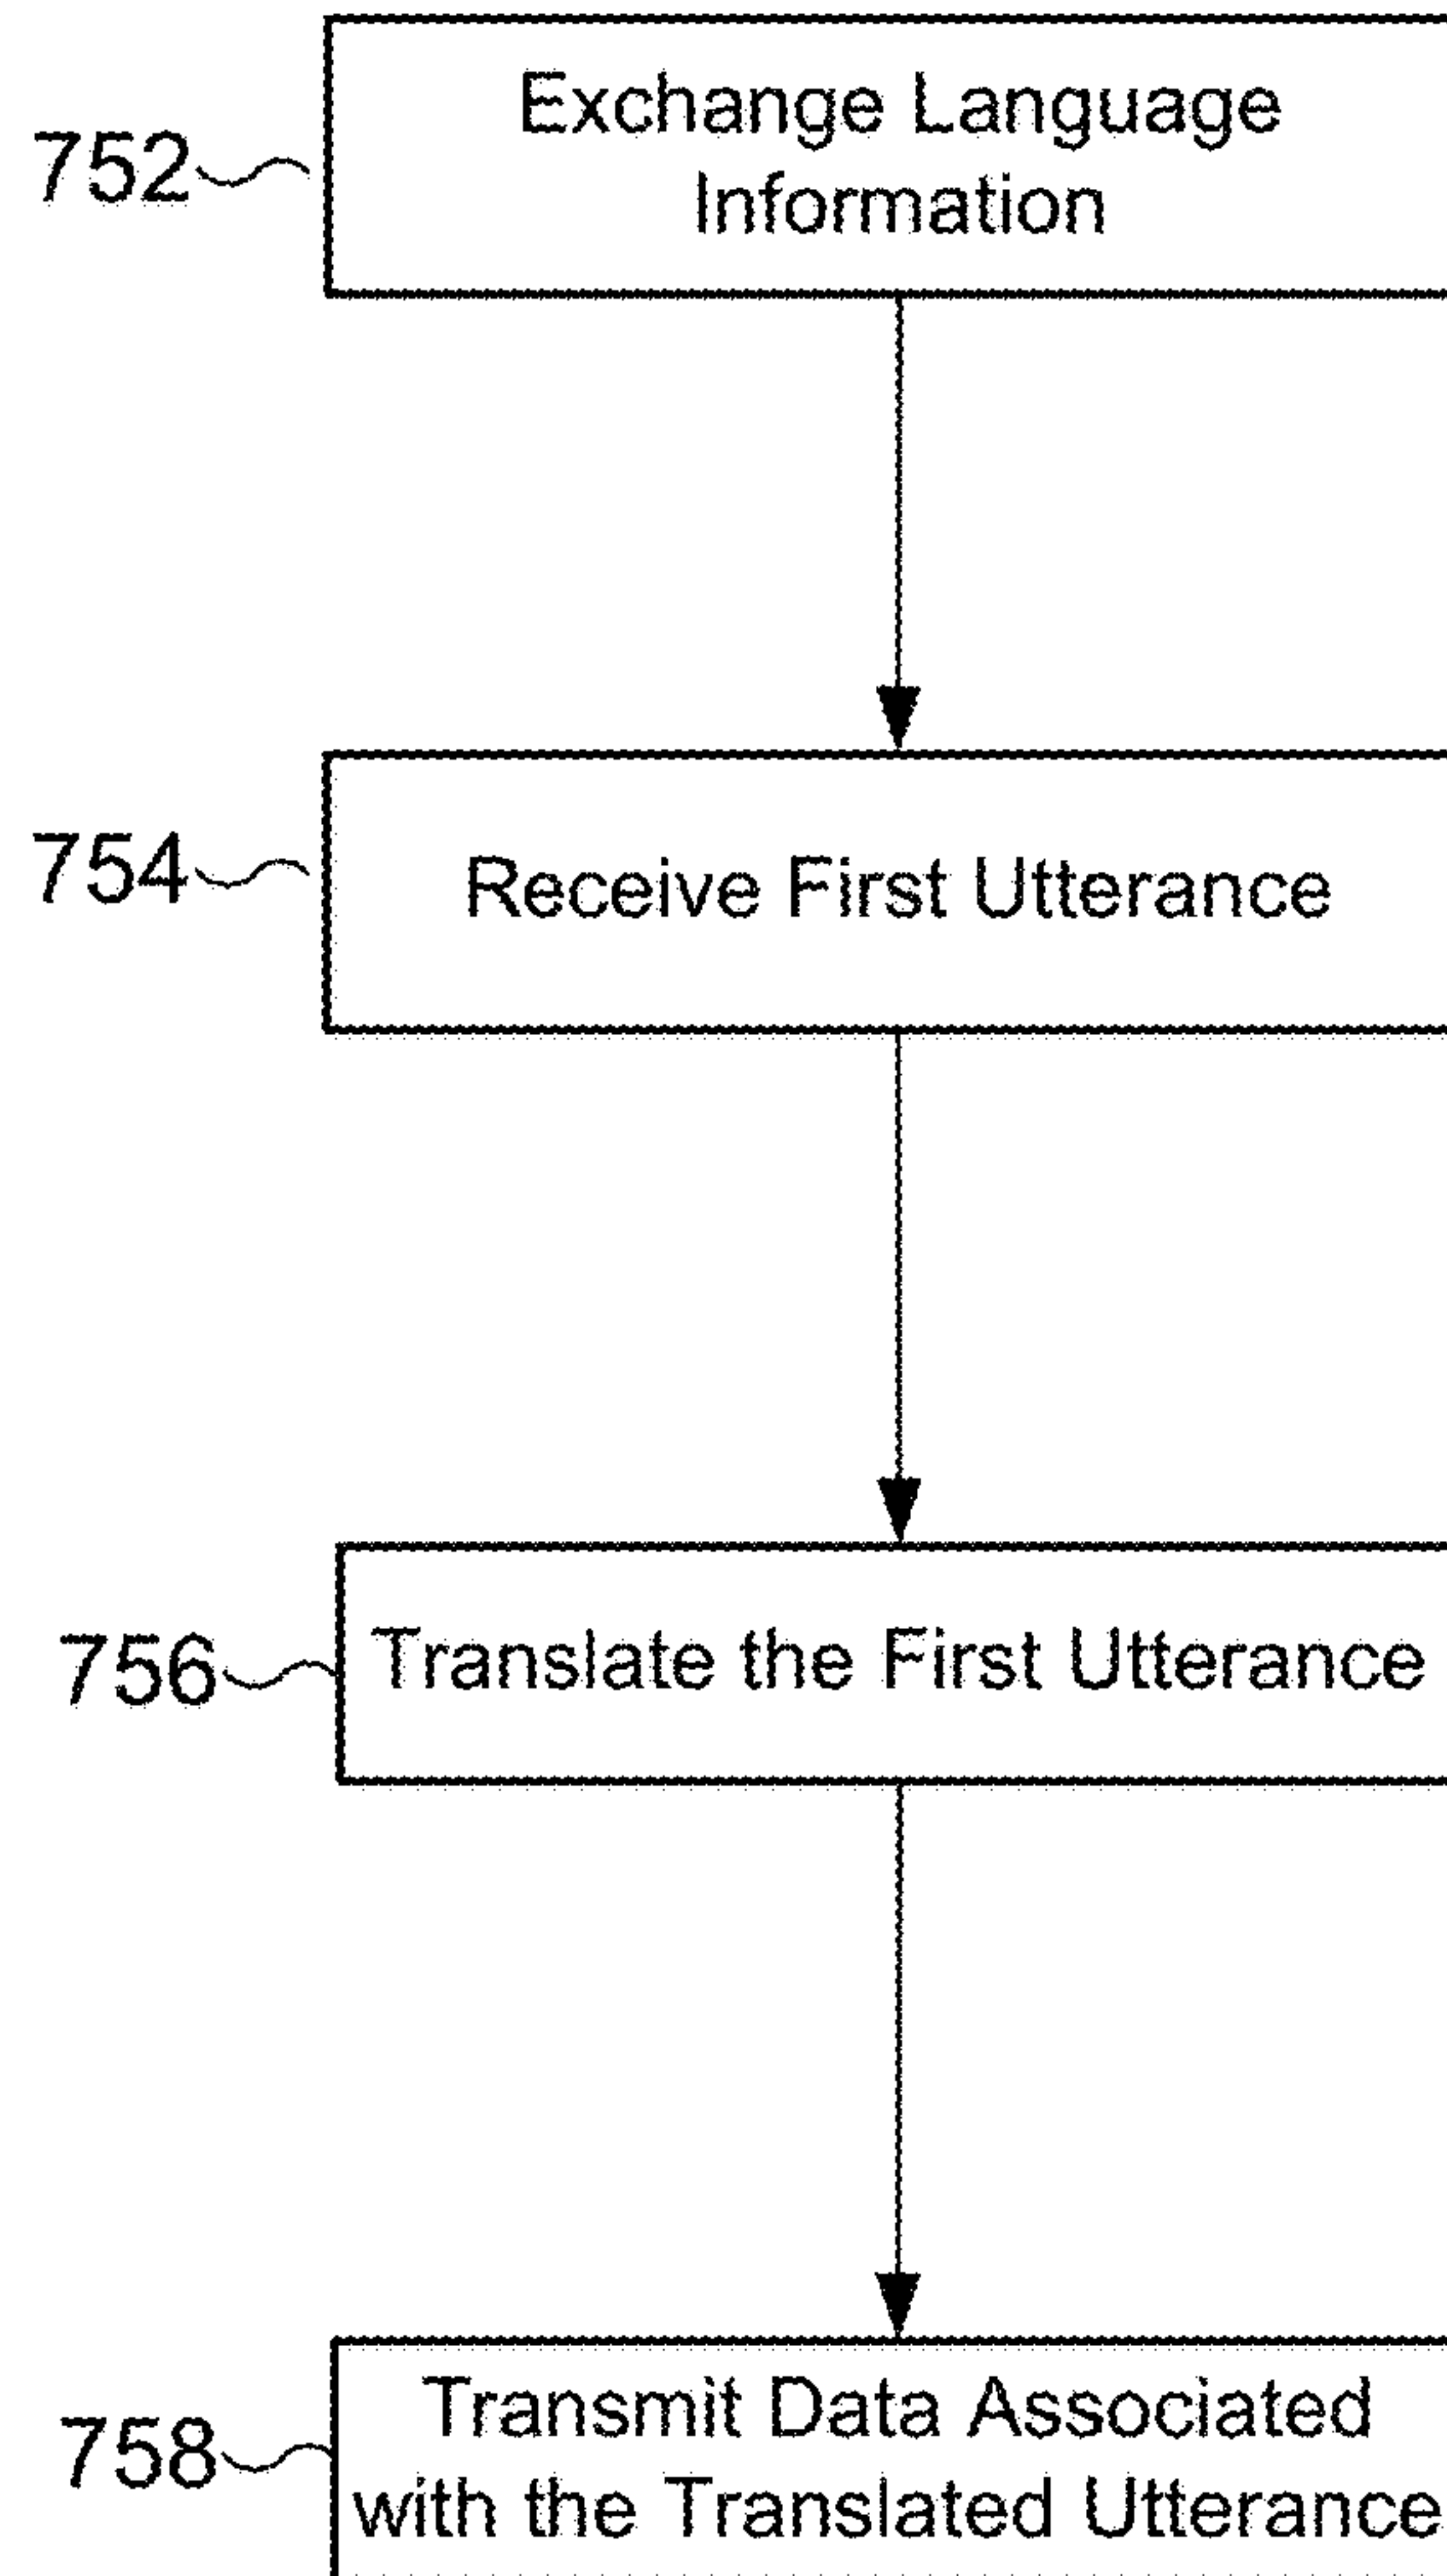 Exchange Language
752
Information
754
Receive First Utterance
756
Translate the First Utterance
Transmit Data Associated
758
with the Translated Utterance